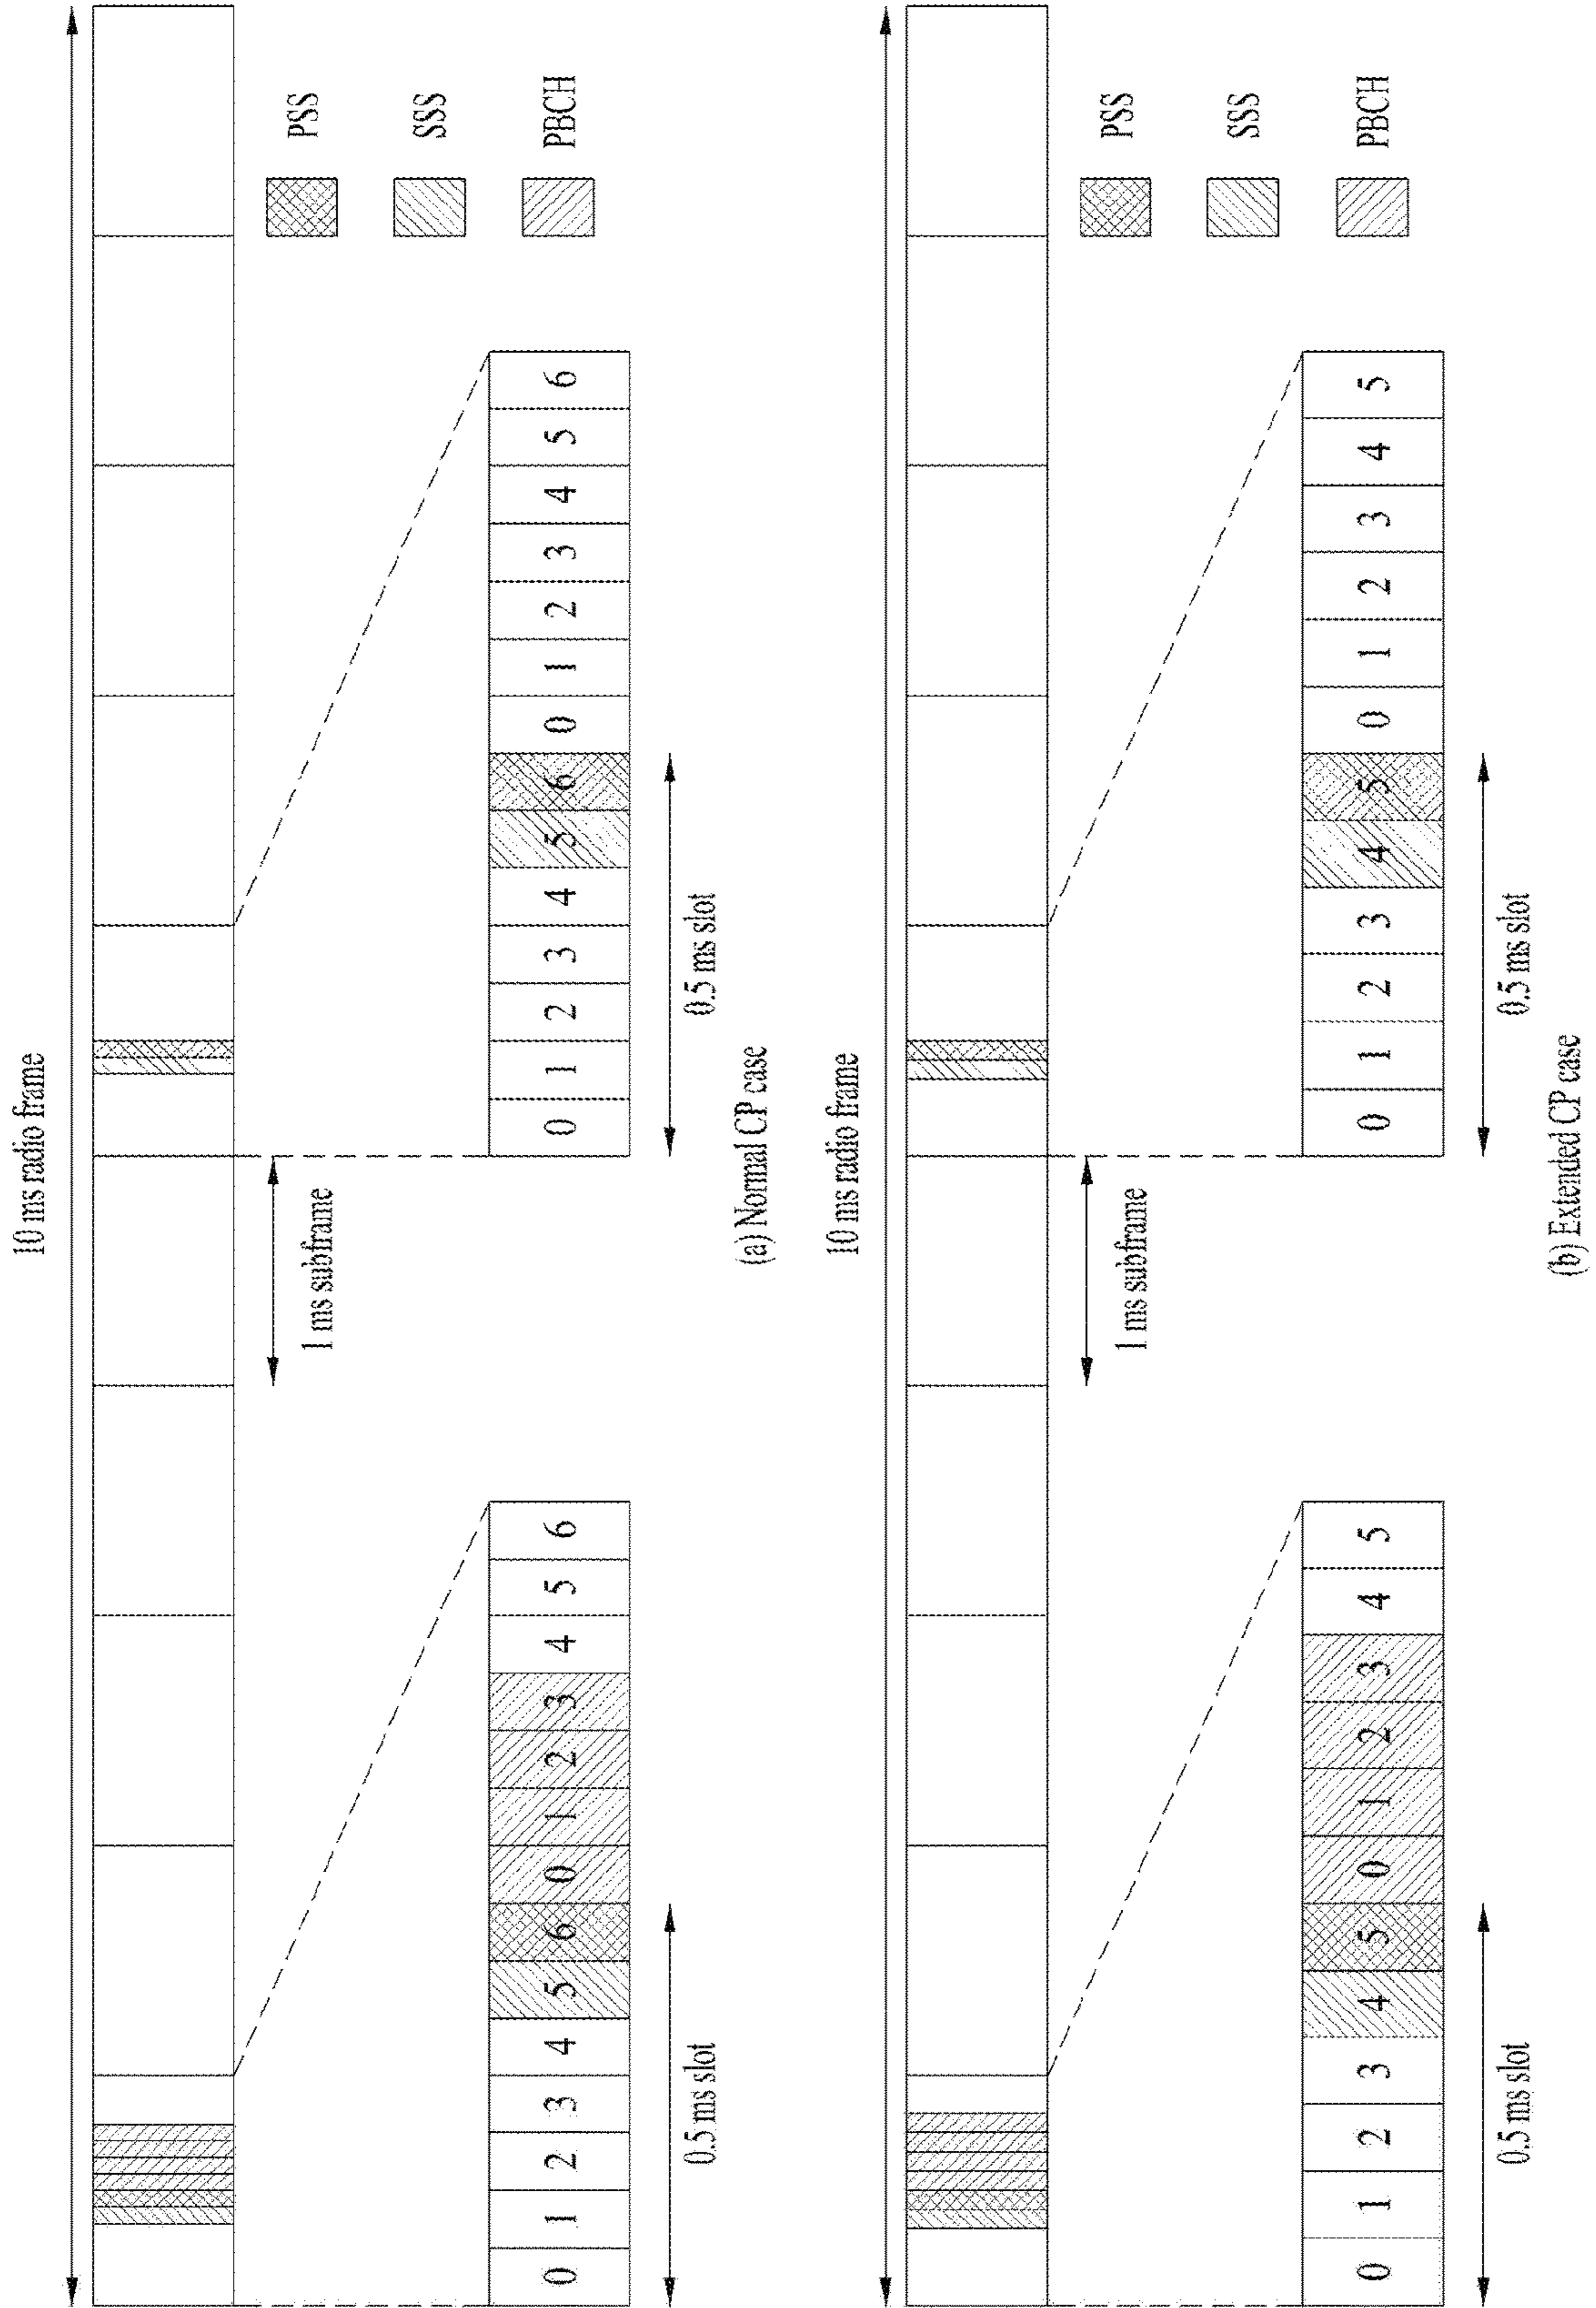 10 ms radio frame
1 ms subframe
PSS
SSS
PBCH
0 1 2 3 4 5 6 0 1 2 3 4 5 6
0 1 2 3 4 5 6 0 1 2 3 4 5 6
0.5 ms slot
0.5 ms slot
(a) Normal CP case
10 ms radio frame
1 ms subframe
PSS
SSS
PBCH
0 1 2 3 4 5 0 1 2 3 4 5
0 1 2 3 4 5 0 1 2 3 4 5
0.5 ms slot
0.5 ms slot
(b) Extended CP case